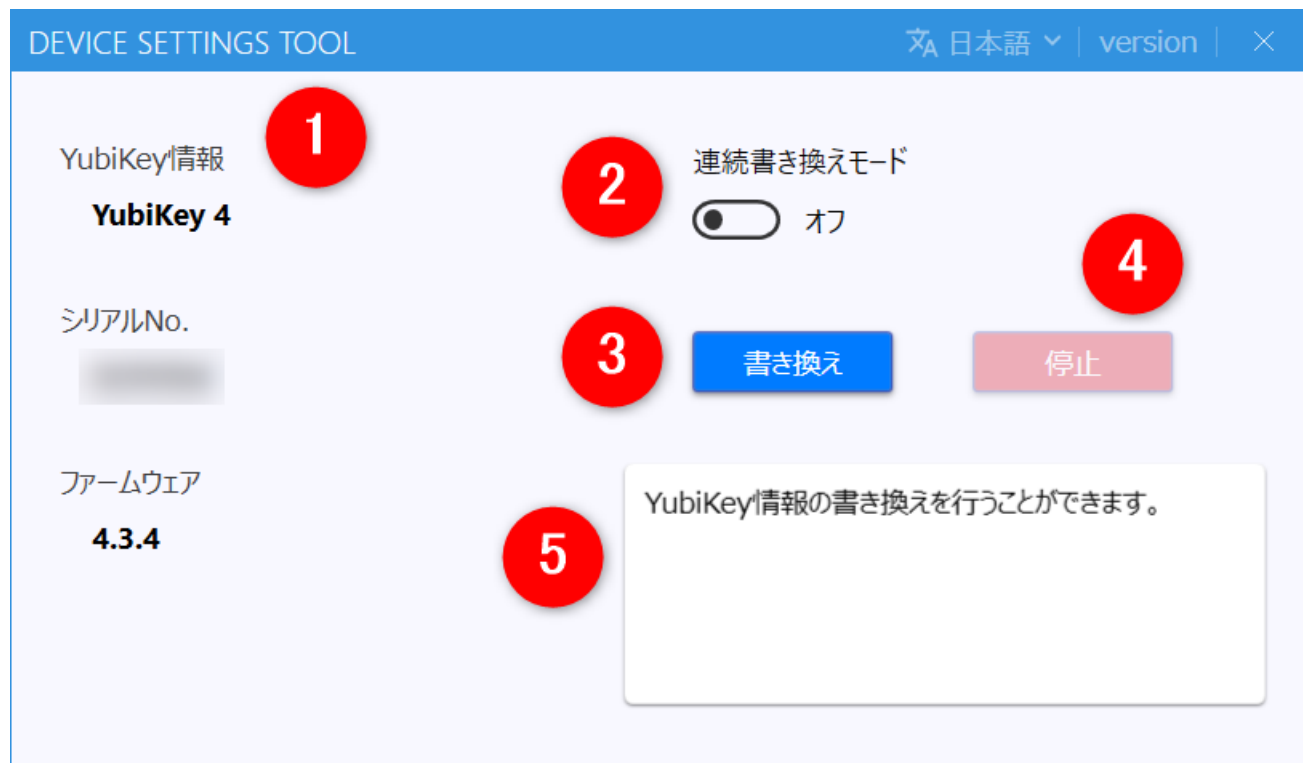 DEVICE SETTINGS TOOL
日本語
version
1
YubiKey情報
YubiKey 4
2
連続書き換えモード
オフ
4
シリアルNo.
3
書き換え
停止
ファームウェア
4.3.4
5
YubiKey情報の書き換えを行うことができます。